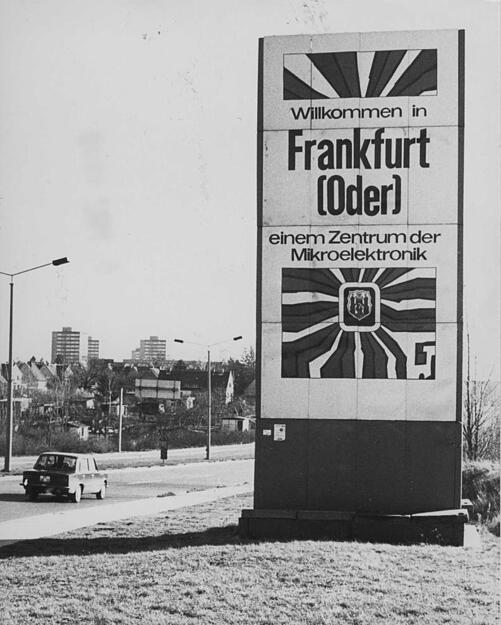 Willkommen in
Frankfurt
(Oder)
einem Zentrum der
Mikroelektronik